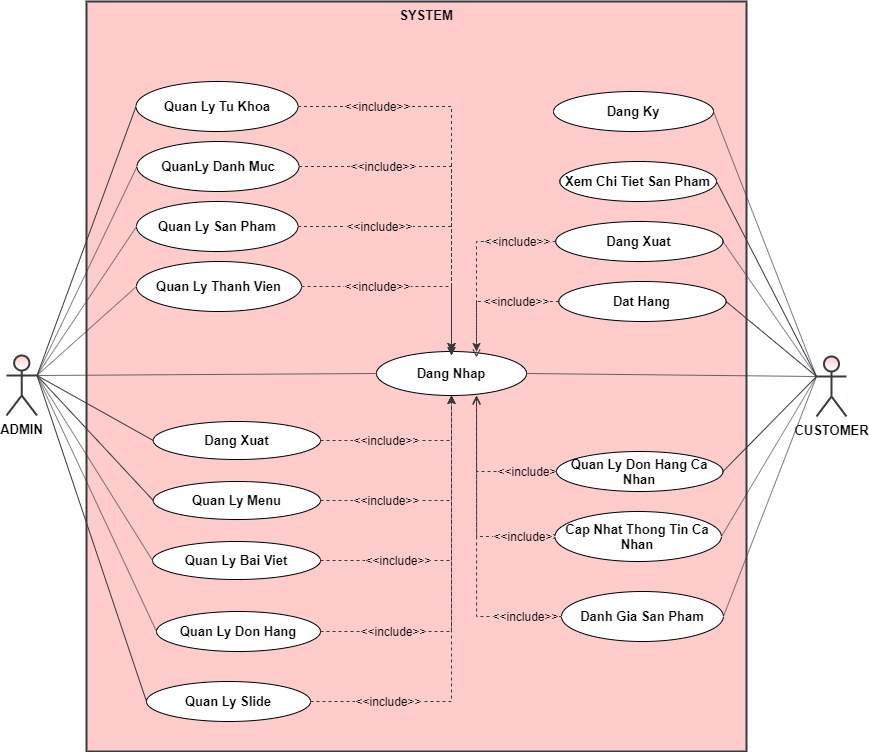 SYSTEM
Quan Ly Tu Khoa
<<include>>
Dang Ky
QuanLy Danh Muc
<<include>>
Xem Chi Tiet San Pham
Quan Ly San Pham
<<include>>
<<include>>
Dang Xuat
Quan Ly Thanh Vien
<<include>>
<<include>>
Dat Hang
Dang Nhap
ADMIN
CUSTOMER
Dang Xuat
<<include>>
Quan Ly Menu
<<include>>
<<include>
Quan Ly Don Hang Ca
Nhan
Quan Ly Bai Viet
<<include>>
<<include>>
Cap Nhat Thong Tin Ca
Nhan
Quan Ly Don Hang
<<include>>
<<include>>
Danh Gia San Pham
Quan Ly Slide
<<include>>